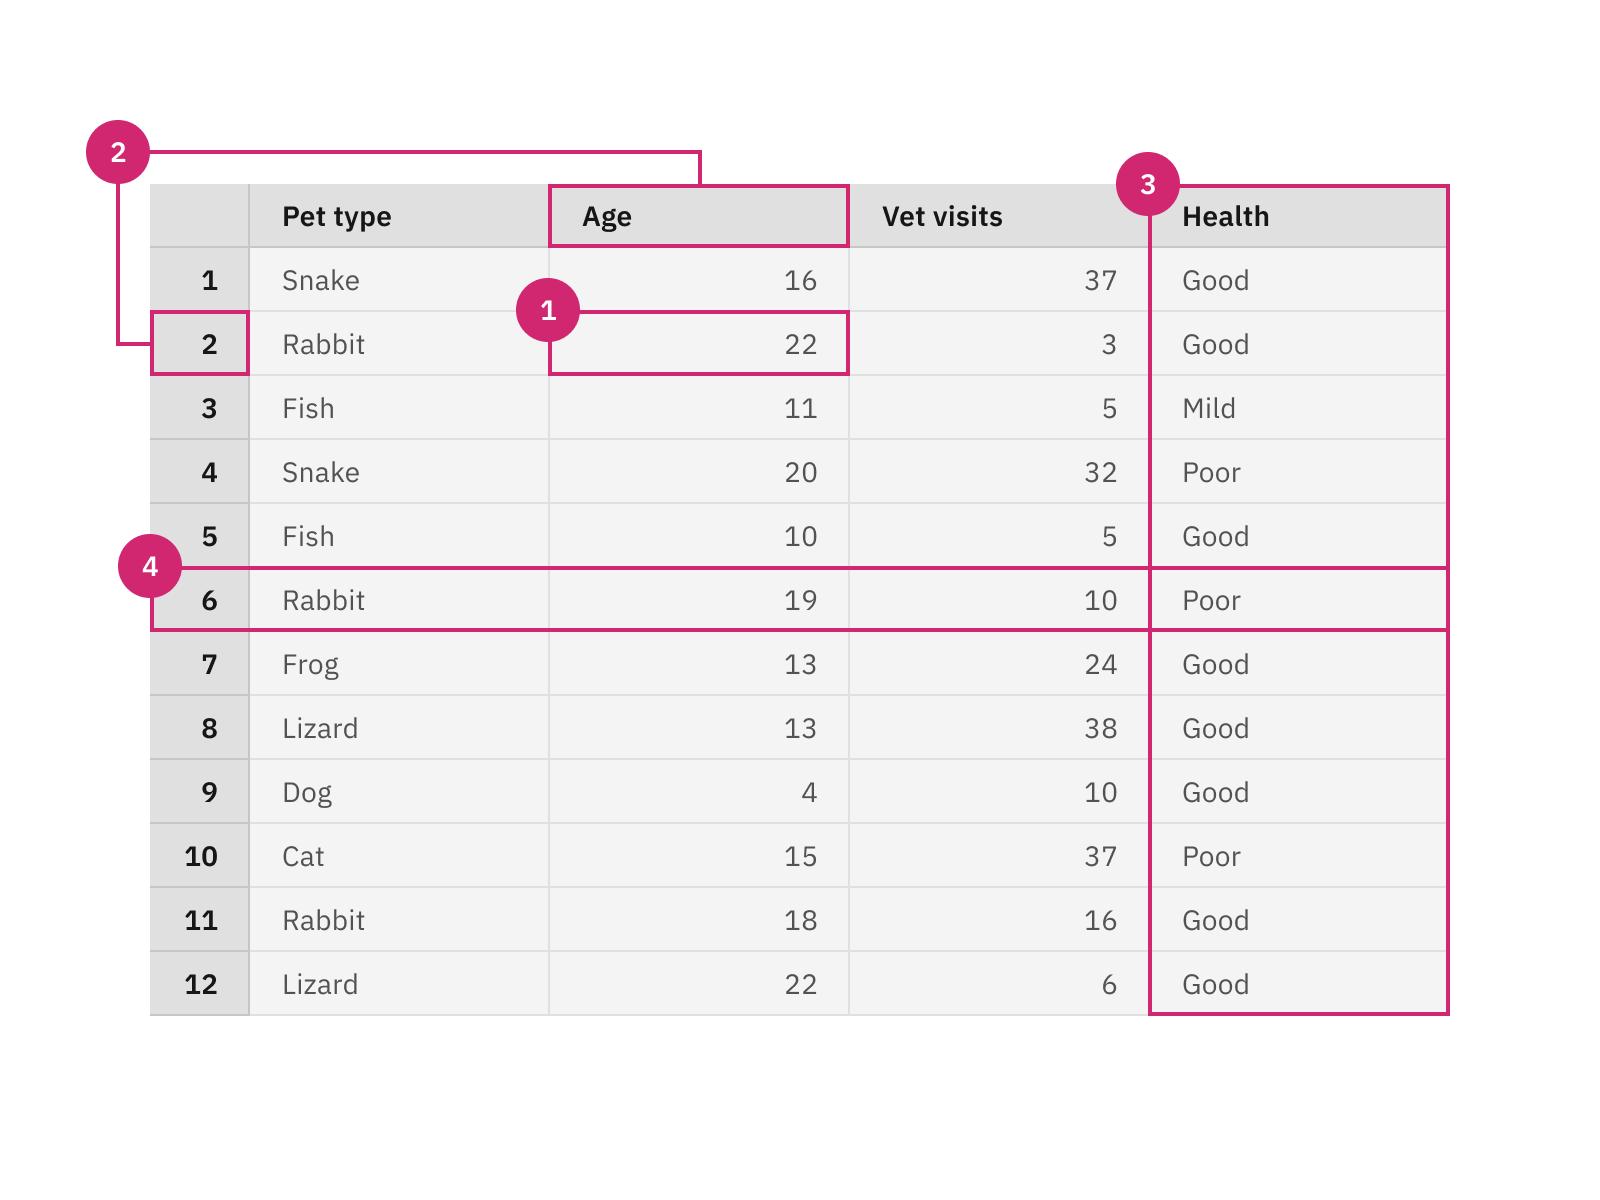 2
3
Pet type Age Vet visits Health
1 Snake 16 37 Good
1
2 Rabbit 22 3 Good
3 Fish 11 5 Mild
4 Snake 20 32 Poor
5 Fish 10 5 Good
4
6 Rabbit 19 10 Poor
7 Frog 13 24 Good
8 Lizard 13 38 Good
9 Dog 4 10 Good
10 Cat 15 37 Poor
11 Rabbit 18 16 Good
12 Lizard 22 6 Good